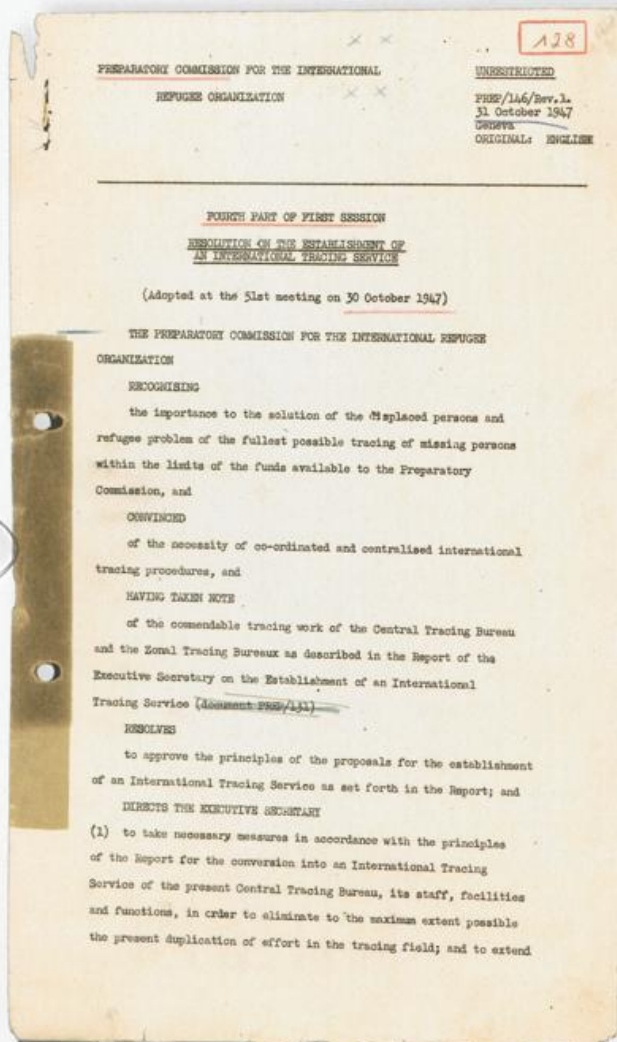 128
PREPARATORY COMMISSION FOR THE INTERNATIONAL
REFUGEE ORGANIZATION
UNRESTRICTED
PREP/146/Rev.1.
31 October 1947
Geneva
ORIGINAL: ENGLISH
FOURTH PART OF FIRST SESSION
RESOLUTION ON THE ESTABLISHMENT OF
AN INTERNATIONAL TRACING SERVICE
(Adopted at the 51st meeting on 30 October 1947)
THE PREPARATORY COMMISSION FOR THE INTERNATIONAL REFUGEE
ORGANIZATION
RECOGNISING
the importance to the solution of the displaced persons and
refugee problem of the fullest possible tracing of missing persons
within the limits of the funds available to the Preparatory
Commission, and
CONVINCED
of the necessity of co-ordinated and centralised international
tracing procedures, and
HAVING TAKEN NOTE
of the commendable tracing work of the Central Tracing Bureau
and the Zonal Tracing Bureaux as described in the Report of the
Executive Secretary on the Establishment of an International
Tracing Service (document PREP/131)
RESOLVES
to approve the principles of the proposals for the establishment
of an International Tracing Service as set forth in the Report; and
DIRECTS THE EXECUTIVE SECRETARY
(1) to take necessary measures in accordance with the principles
of the Report for the conversion into an International Tracing
Service of the present Central Tracing Bureau, its staff, facilities
and functions, in order to eliminate to the maximum extent possible
the present duplication of effort in the tracing field; and to extend